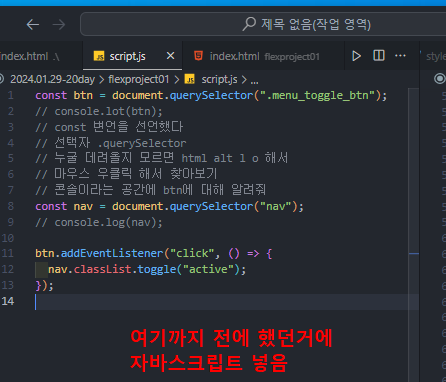 제목 없음(작업 영역)
index.html .\ script.js index.html flexproject01
2024.01.29-20day > flexproject01 > script.js > ...
1 const btn = document.querySelector(".menu_toggle_btn");
2 // console.lot(btn);
3 // const 변언을 선언했다
4 // 선택자 .querySelector
5 // 누굴 데려올지 모르면 html alt l o 해서
6 // 마우스 우클릭 해서 찾아보기
7 // 콘솔이라는 공간에 btn에 대해 알려줘
8 const nav = document.querySelector("nav");
9 // console.log(nav);
10
11 btn.addEventListener("click", () => {
12 nav.classList.toggle("active");
13 });
14
여기까지 전에 했던거에
자바스크립트 넣음